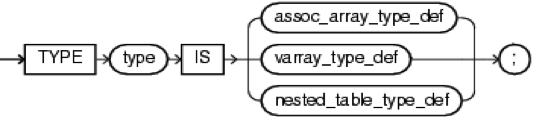 assoc_array_type_def
TYPE type IS varray_type_def ;
nested_table_type_def